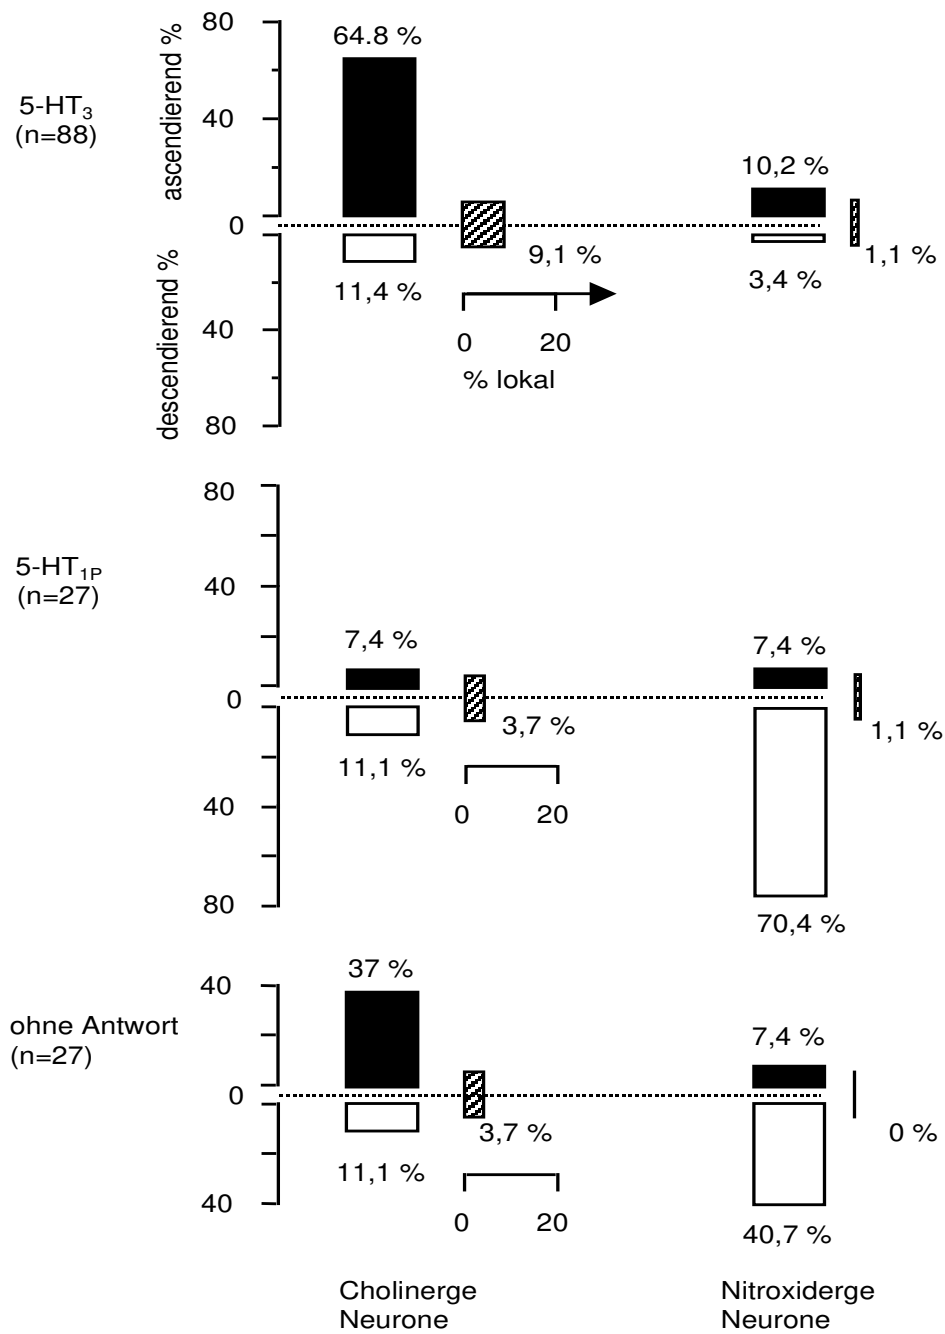 80
64.8 %
ascendierend %
5-HT₃
(n=88)
40
10,2 %
0
9,1 %
1,1 %
11,4 %
3,4 %
descendierend %
40
0 20
% lokal
80
80
5-HT₁P
(n=27)
40
7,4 %
7,4 %
0
3,7 %
1,1 %
11,1 %
40
0 20
80
70,4 %
37 %
40
ohne Antwort
(n=27)
7,4 %
0
3,7 %
0 %
11,1 %
40
0 20
40,7 %
Cholinerge
Neurone
Nitroxiderge
Neurone